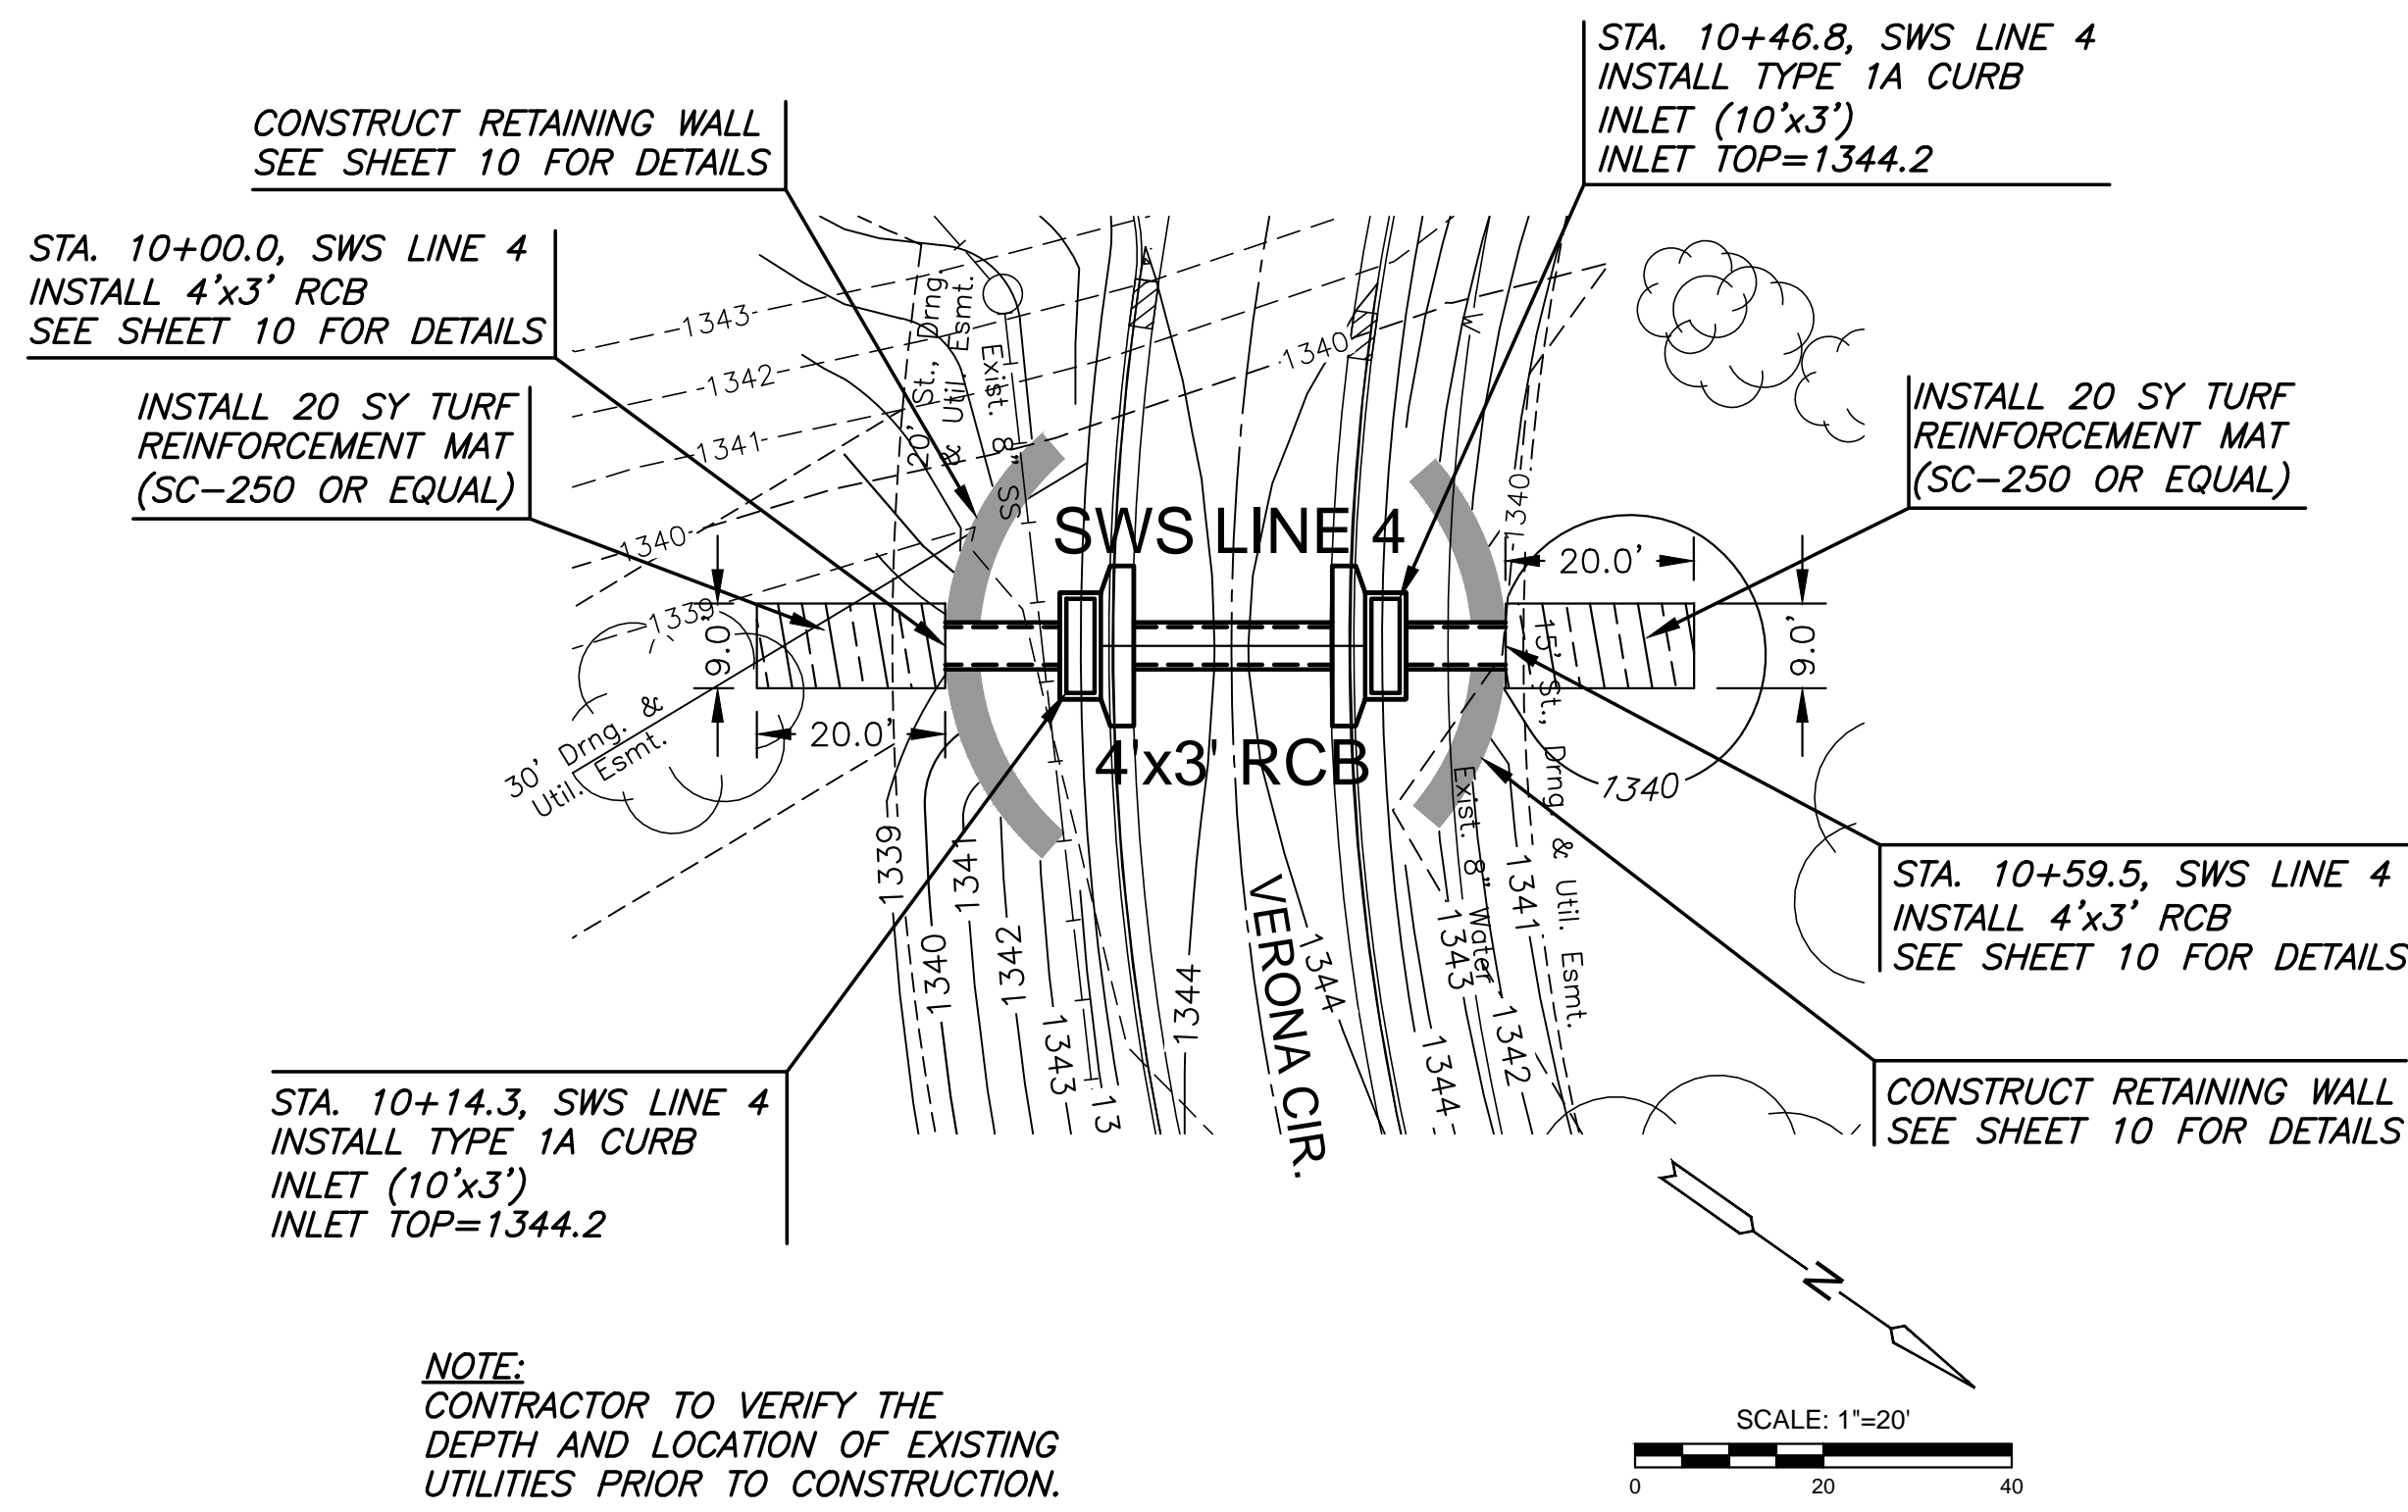 STA. 10+46.8, SWS LINE 4
INSTALL TYPE 1A CURB
INLET (10'x3')
INLET TOP=1344.2
CONSTRUCT RETAINING WALL
SEE SHEET 10 FOR DETAILS
STA. 10+00.0, SWS LINE 4
INSTALL 4'x3' RCB
SEE SHEET 10 FOR DETAILS
INSTALL 20 SY TURF
REINFORCEMENT MAT
(SC-250 OR EQUAL)
INSTALL 20 SY TURF
REINFORCEMENT MAT
(SC-250 OR EQUAL)
1343
1342
1341
1340
1339
1340
1340
20' St., Drng.
& Util. Esmt.
Exist. 8" SS
SWS LINE 4
4'x3' RCB
20.0'
9.0'
9.0'
20.0'
15' St., Drng. & Util. Esmt.
30' Drng. &
Util. Esmt.
Exist. 8" Water
W
1340
1339
1340
1341
1342
1343
13
1344
VERONA CIR.
1344
1344
1343
1342
1341
STA. 10+59.5, SWS LINE 4
INSTALL 4'x3' RCB
SEE SHEET 10 FOR DETAILS
CONSTRUCT RETAINING WALL
SEE SHEET 10 FOR DETAILS
STA. 10+14.3, SWS LINE 4
INSTALL TYPE 1A CURB
INLET (10'x3')
INLET TOP=1344.2
N
NOTE:
CONTRACTOR TO VERIFY THE
DEPTH AND LOCATION OF EXISTING
UTILITIES PRIOR TO CONSTRUCTION.
SCALE: 1"=20'
0 20 40